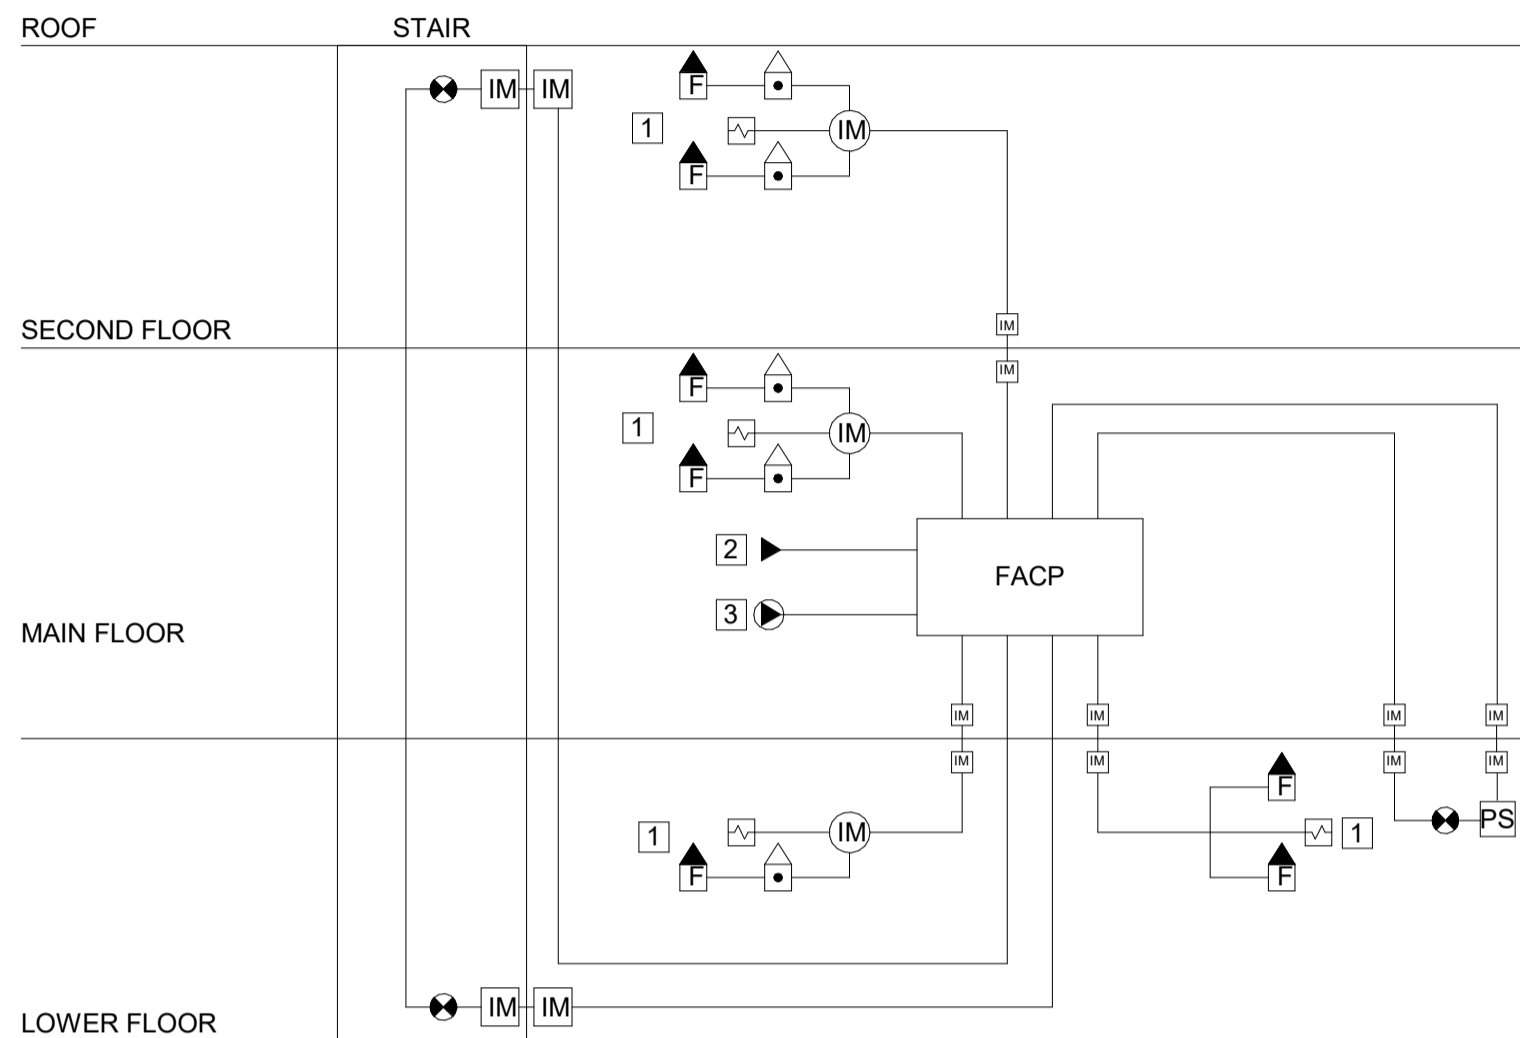 ROOF
STAIR
IM IM
F
1
IM
F
IM
SECOND FLOOR
IM
F
1
IM
F
2
FACP
3
MAIN FLOOR
IM IM IM IM
IM IM IM IM
F
1 IM
F
F
1
F
PS
IM IM
LOWER FLOOR